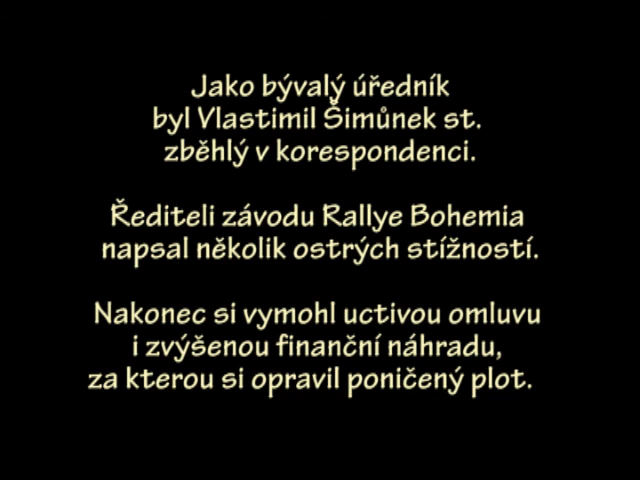 Jako bývalý úředník
byl Vlastimil Šimůnek st.
zběhlý v korespondenci.
Řediteli závodu Rallye Bohemia
napsal několik ostrých stížností.
Nakonec si vymohl uctivou omluvu
i zvýšenou finanční náhradu,
za kterou si opravil poničený plot.